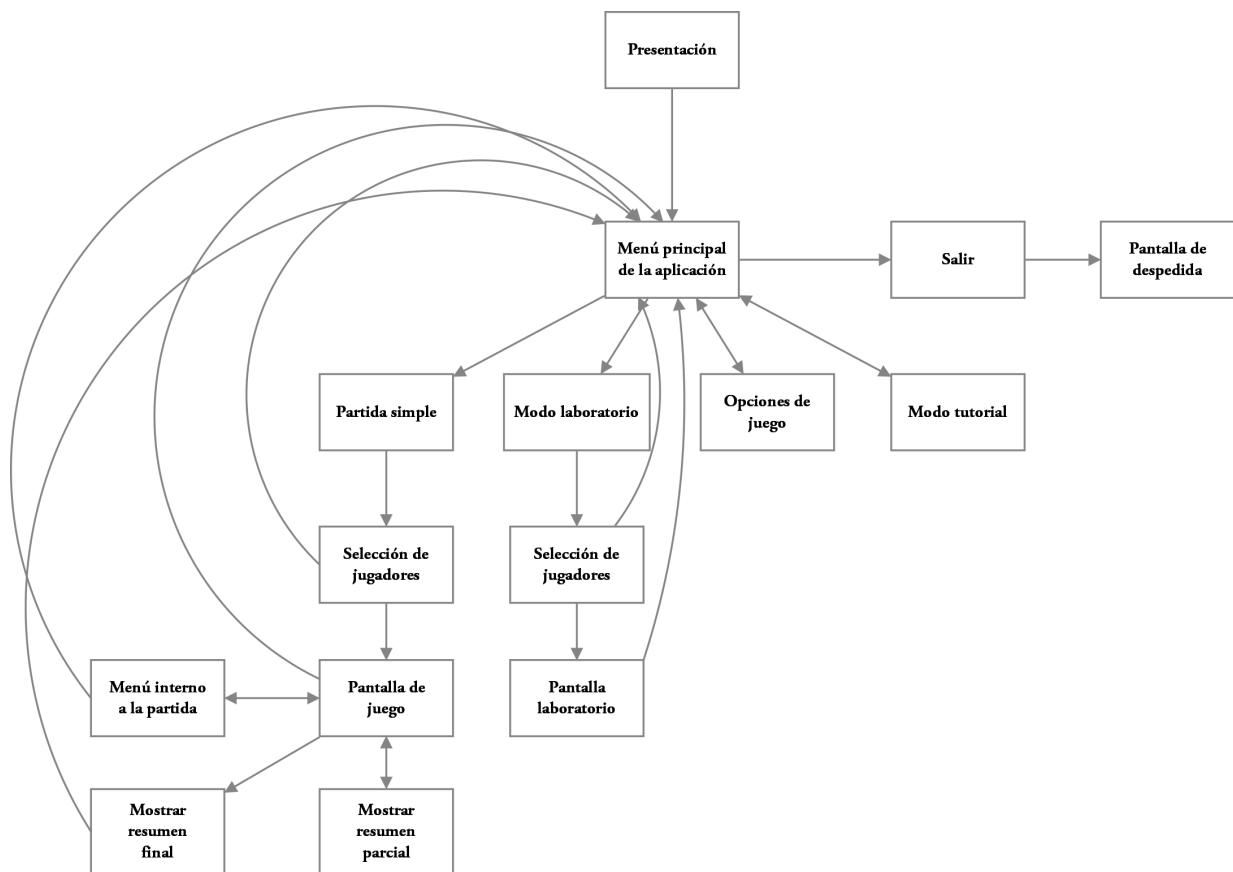 Presentación
Menú principal
de la aplicación
Salir
Pantalla de
despedida
Partida simple
Modo laboratorio
Opciones de
juego
Modo tutorial
Selección de
jugadores
Selección de
jugadores
Menú interno
a la partida
Pantalla de
juego
Pantalla
laboratorio
Mostrar
resumen
final
Mostrar
resumen
parcial